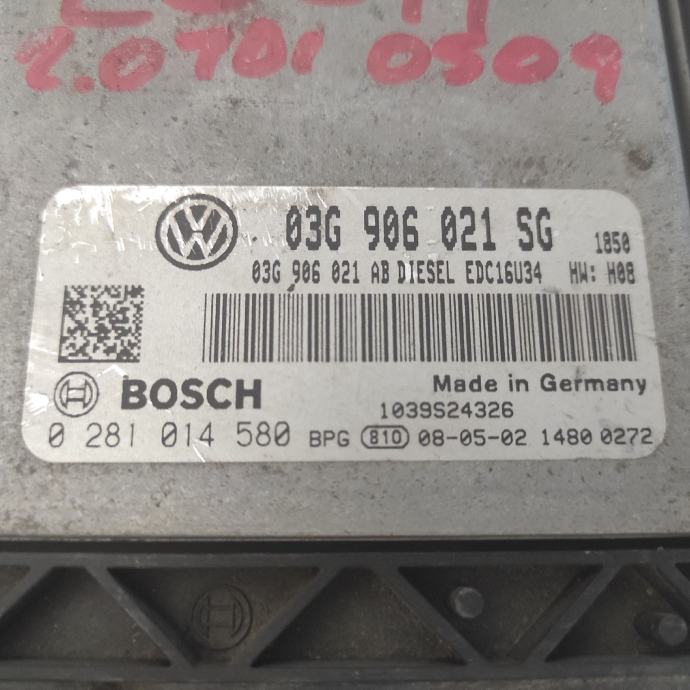 2.0TDI 0509
03G 906 021 SG 1850
03G 906 021 AB DIESEL EDC16U34 HW: H08
BOSCH Made in Germany
1039S24326
0 281 014 580 BPG 810 08-05-02 1480 0272